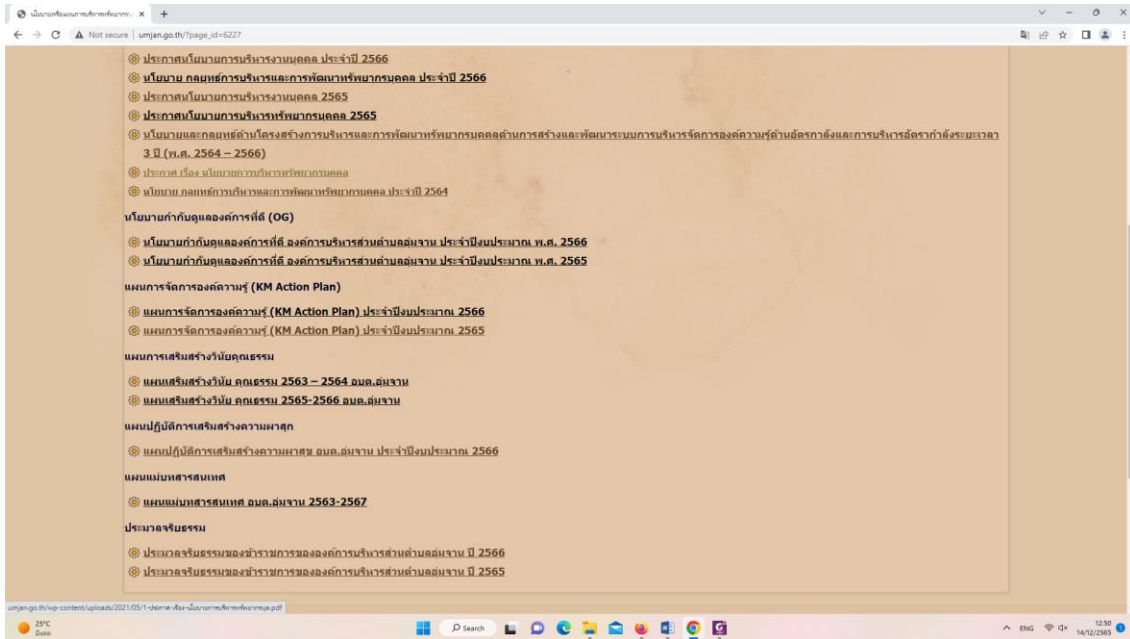 นโยบายหรือแผนการบริหารทรัพยากร
Not secure | umjan.go.th/?page_id=6227
ประกาศนโยบายการบริหารงานบุคคล ประจำปี 2566
นโยบาย กลยุทธ์การบริหารและการพัฒนาทรัพยากรบุคคล ประจำปี 2566
ประกาศนโยบายการบริหารงานบุคคล 2565
ประกาศนโยบายการบริหารทรัพยากรบุคคล 2565
นโยบายและกลยุทธ์ด้านโครงสร้างการบริหารและการพัฒนาทรัพยากรบุคคลด้านการสร้างและพัฒนาระบบการบริหารจัดการองค์ความรู้ด้านอัตรากาลังและการบริหารอัตรากำลังระยะเวลา
3 ปี (พ.ศ. 2564 – 2566)
ประกาศ เรื่อง นโยบายการบริหารทรัพยากรบุคคล
นโยบาย กลยุทธ์การบริหารและการพัฒนาทรัพยากรบุคคล ประจำปี 2564
นโยบายกำกับดูแลองค์การที่ดี (OG)
นโยบายกำกับดูแลองค์การที่ดี องค์การบริหารส่วนตำบลอุ่มจาน ประจำปีงบประมาณ พ.ศ. 2566
นโยบายกำกับดูแลองค์การที่ดี องค์การบริหารส่วนตำบลอุ่มจาน ประจำปีงบประมาณ พ.ศ. 2565
แผนการจัดการองค์ความรู้ (KM Action Plan)
แผนการจัดการองค์ความรู้ (KM Action Plan) ประจำปีงบประมาณ 2566
แผนการจัดการองค์ความรู้ (KM Action Plan) ประจำปีงบประมาณ 2565
แผนการเสริมสร้างวินัยคุณธรรม
แผนเสริมสร้างวินัย คุณธรรม 2563 – 2564 อบต.อุ่มจาน
แผนเสริมสร้างวินัย คุณธรรม 2565-2566 อบต.อุ่มจาน
แผนปฏิบัติการเสริมสร้างความผาสุก
แผนปฏิบัติการเสริมสร้างความผาสุข อบต.อุ่มจาน ประจำปีงบประมาณ 2566
แผนแม่บทสารสนเทศ
แผนแม่บทสารสนเทศ อบต.อุ่มจาน 2563-2567
ประมวลจริยธรรม
ประมวลจริยธรรมของข้าราชการขององค์การบริหารส่วนตำบลอุ่มจาน ปี 2566
ประมวลจริยธรรมของข้าราชการขององค์การบริหารส่วนตำบลอุ่มจาน ปี 2565
umjan.go.th/wp-content/uploads/2021/05/1-ประกาศ-เรื่อง-นโยบายการบริหารทรัพยากรบุค.pdf
25°C
Search
ENG
12:50
14/12/2565